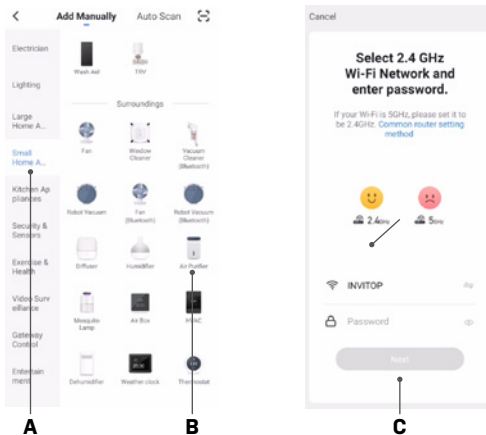 Add Manually Auto Scan
Electrician
Lighting
Large
Home A...
Small
Home A...
Kitchen Ap
pliances
Security &
Sensors
Exercise &
Health
Video Surv
eillance
Gateway
Control
Entertain
ment
Wash Aid
TRV
Surroundings
Fan
Window
Cleaner
Vacuum
Cleaner
(Bluetooth)
Robot Vacuum
Fan
(Bluetooth)
Robot Vacuum
(Bluetooth)
Diffuser
Humidifier
Air Purifier
Mosquito
Lamp
Air Box
HVAC
Dehumidifier
Weather clock
Thermostat
A
B
Cancel
Select 2.4 GHz
Wi-Fi Network and
enter password.
If your Wi-Fi is 5GHz, please set it to
be 2.4GHz. Common router setting
method
2.4GHz
5GHz
INVITOP
Password
Next
C